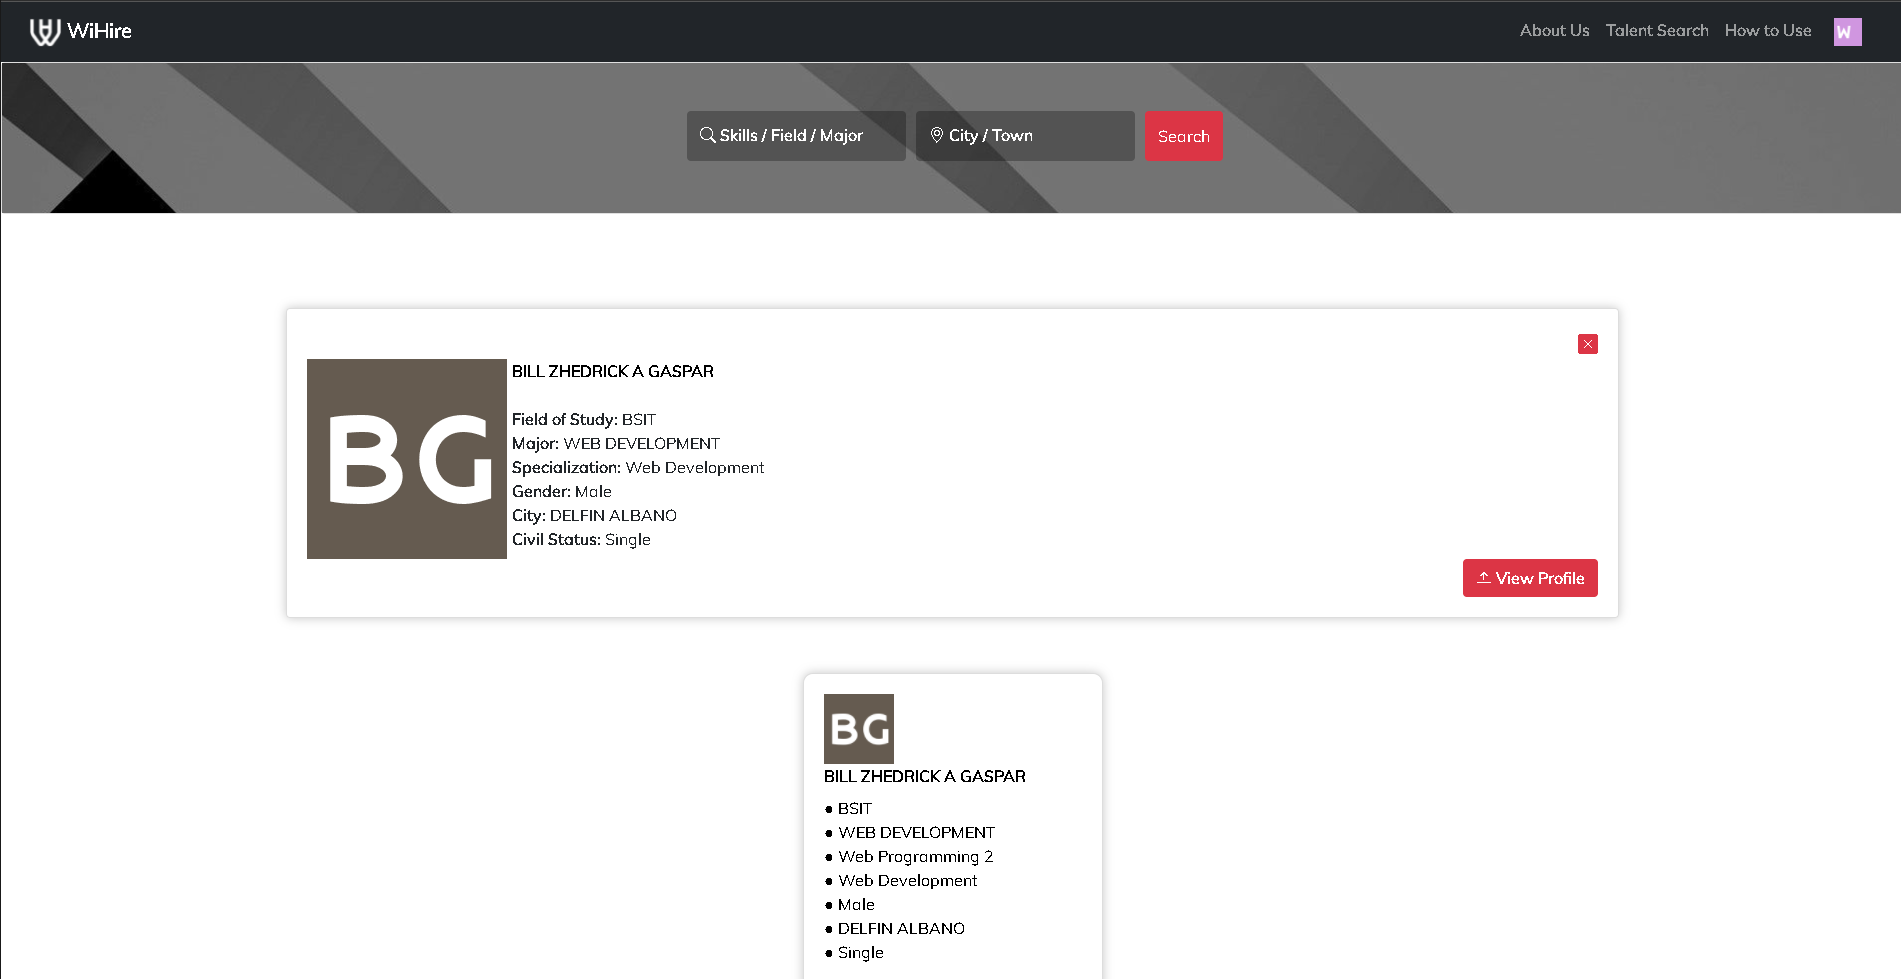 WiHire
About Us Talent Search How to Use W
Skills / Field / Major City / Town Search
BG
BILL ZHEDRICK A GASPAR
Field of Study: BSIT
Major: WEB DEVELOPMENT
Specialization: Web Development
Gender: Male
City: DELFIN ALBANO
Civil Status: Single
View Profile
BG
BILL ZHEDRICK A GASPAR
● BSIT
● WEB DEVELOPMENT
● Web Programming 2
● Web Development
● Male
● DELFIN ALBANO
● Single